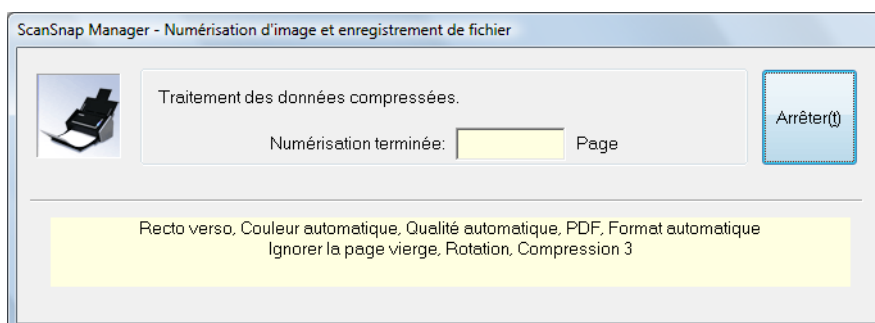 ScanSnap Manager - Numérisation d'image et enregistrement de fichier
Traitement des données compressées.
Arrêter(t)
Numérisation terminée: Page
Recto verso, Couleur automatique, Qualité automatique, PDF, Format automatique
Ignorer la page vierge, Rotation, Compression 3